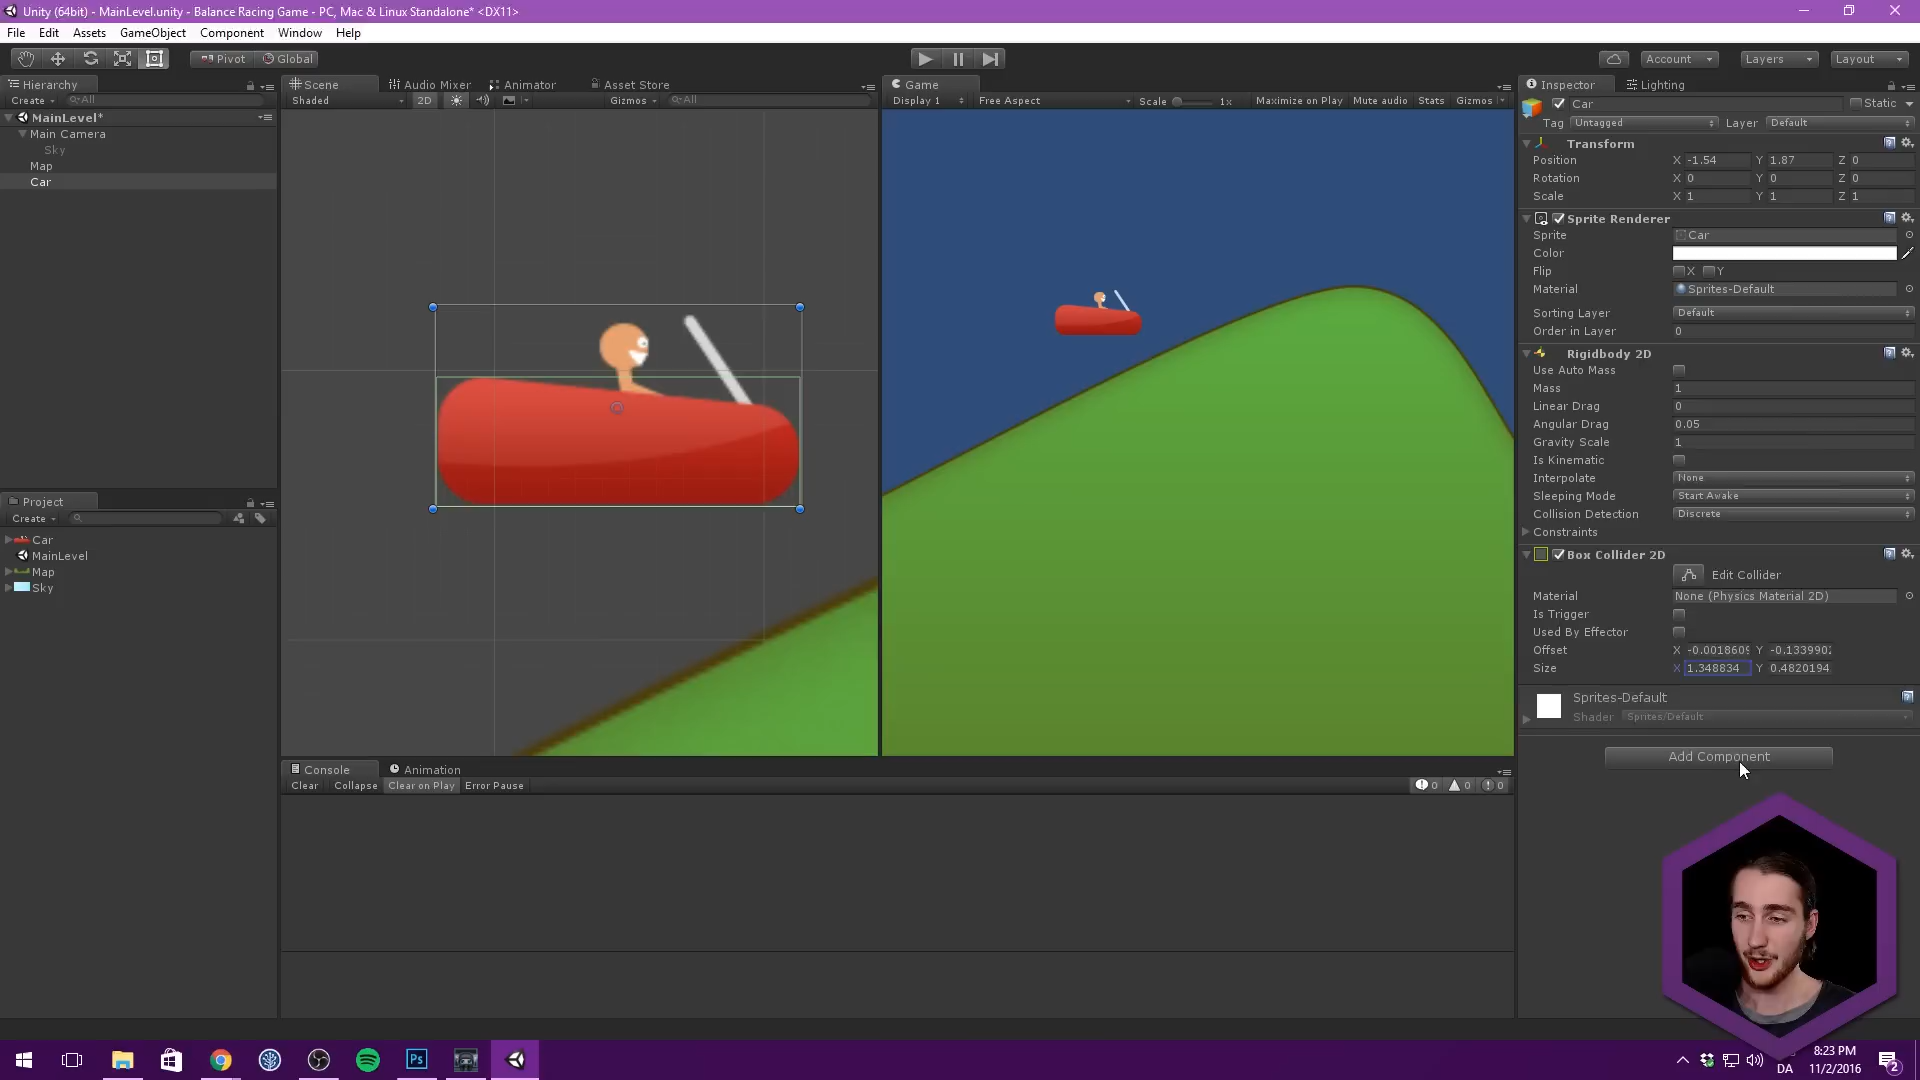 Unity (64bit) - MainLevel.unity - Balance Racing Game - PC, Mac & Linux Standalone* <DX11>
File Edit Assets GameObject Component Window Help
Pivot Global Account Layers Layout
Hierarchy
Create All
MainLevel*
Main Camera
Sky
Map
Car
Project
Create
Car
MainLevel
Map
Sky
Scene Audio Mixer Animator Asset Store
Shaded 2D Gizmos All
Game
Display 1 Free Aspect Scale 1x Maximize on Play Mute audio Stats Gizmos
Console Animation
Clear Collapse Clear on Play Error Pause 0 0 0
Inspector Lighting
Car Static
Tag Untagged Layer Default
Transform
Position X -1.54 Y 1.87 Z 0
Rotation X 0 Y 0 Z 0
Scale X 1 Y 1 Z 1
Sprite Renderer
Sprite Car
Color
Flip X Y
Material Sprites-Default
Sorting Layer Default
Order in Layer 0
Rigidbody 2D
Use Auto Mass
Mass 1
Linear Drag 0
Angular Drag 0.05
Gravity Scale 1
Is Kinematic
Interpolate None
Sleeping Mode Start Awake
Collision Detection Discrete
Constraints
Box Collider 2D
Edit Collider
Material None (Physics Material 2D)
Is Trigger
Used By Effector
Offset X Y
Size X 1.348834 Y 0.4820194
Sprites-Default
Shader Sprites/Default
Add Component
Ps
8:23 PM
DA 11/2/2016 2